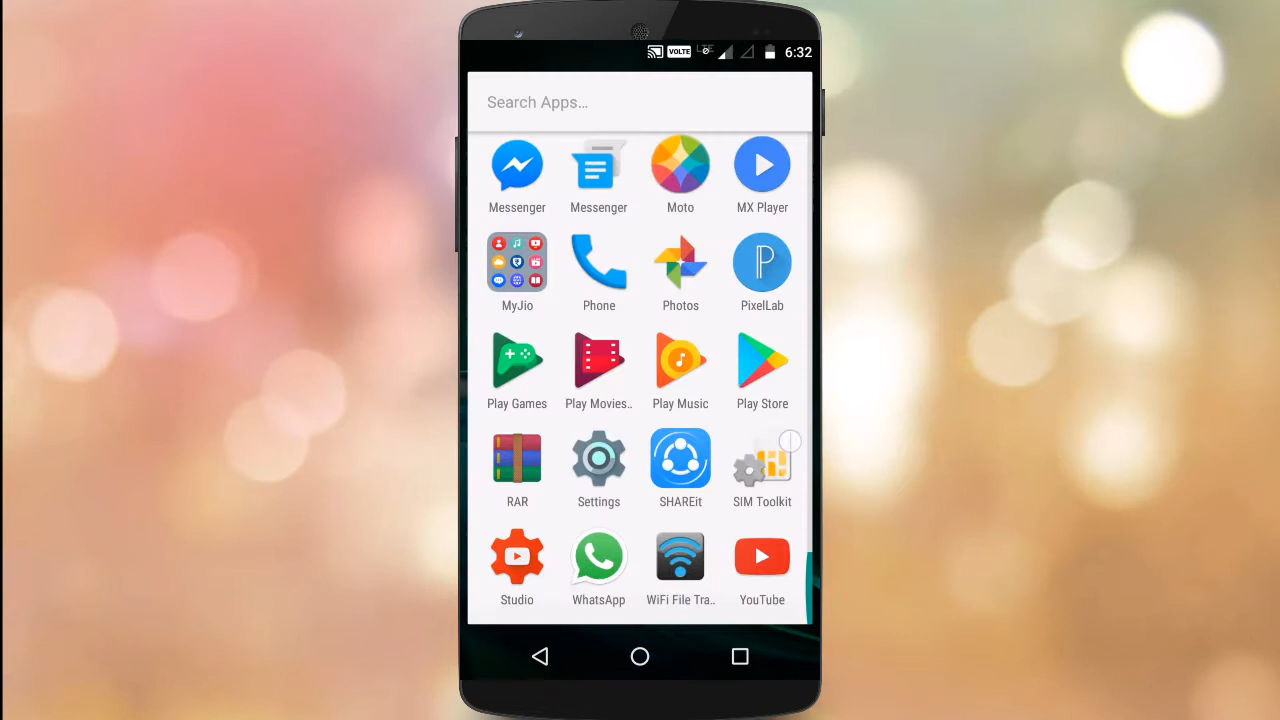 VOLTE LTE 6:32
Search Apps...
Messenger Messenger Moto MX Player
MyJio Phone Photos PixelLab
Play Games Play Movies.. Play Music Play Store
RAR Settings SHAREit SIM Toolkit
Studio WhatsApp WiFi File Tra.. YouTube